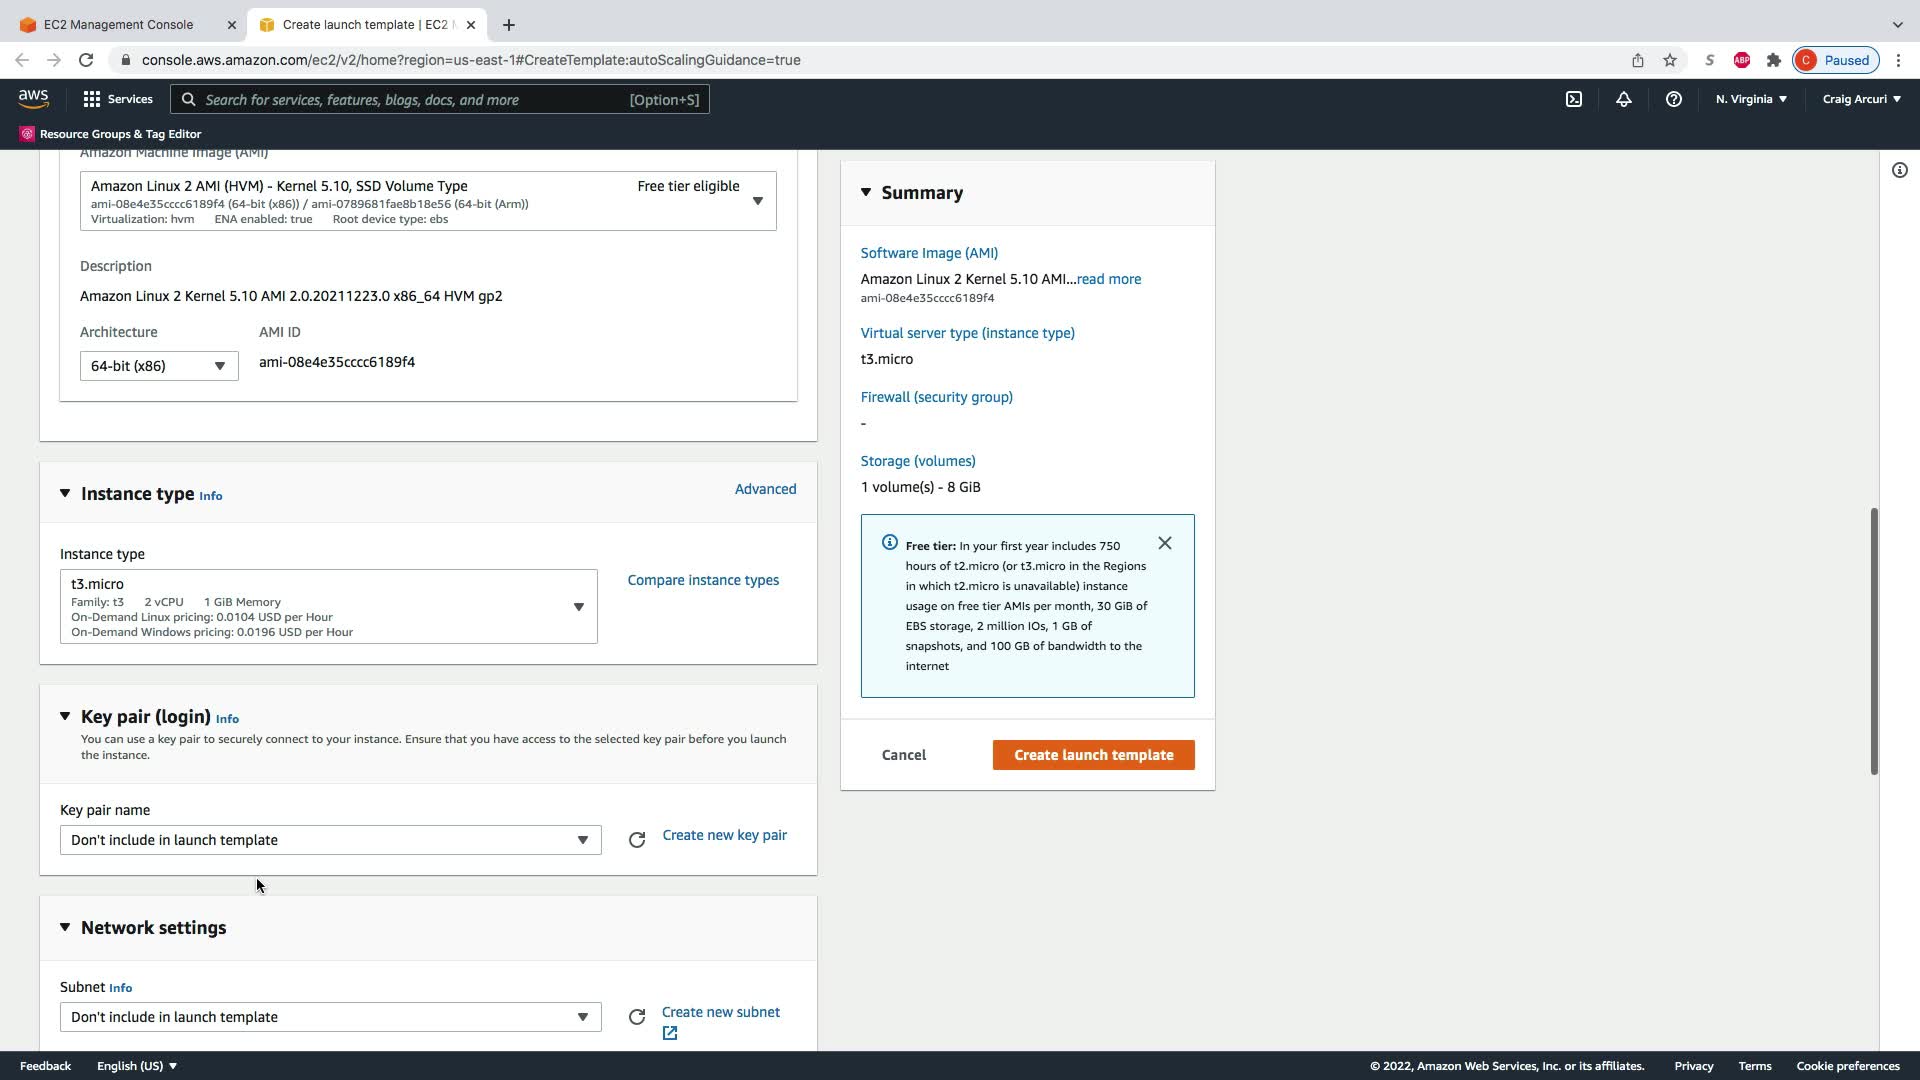 EC2 Management Console
Create launch template | EC2 M
console.aws.amazon.com/ec2/v2/home?region=us-east-1#CreateTemplate:autoScalingGuidance=true
S
ABP
C Paused
aws
Services
Search for services, features, blogs, docs, and more [Option+S]
N. Virginia
Craig Arcuri
Resource Groups & Tag Editor
Amazon Machine Image (AMI)
Amazon Linux 2 AMI (HVM) - Kernel 5.10, SSD Volume Type Free tier eligible
ami-08e4e35cccc6189f4 (64-bit (x86)) / ami-0789681fae8b18e56 (64-bit (Arm))
Virtualization: hvm ENA enabled: true Root device type: ebs
Description
Amazon Linux 2 Kernel 5.10 AMI 2.0.20211223.0 x86_64 HVM gp2
Architecture AMI ID
64-bit (x86) ami-08e4e35cccc6189f4
Instance type Info Advanced
Instance type
t3.micro
Family: t3 2 vCPU 1 GiB Memory
On-Demand Linux pricing: 0.0104 USD per Hour
On-Demand Windows pricing: 0.0196 USD per Hour
Compare instance types
Key pair (login) Info
You can use a key pair to securely connect to your instance. Ensure that you have access to the selected key pair before you launch
the instance.
Key pair name
Don't include in launch template
Create new key pair
Network settings
Subnet Info
Don't include in launch template
Create new subnet
Summary
Software Image (AMI)
Amazon Linux 2 Kernel 5.10 AMI...read more
ami-08e4e35cccc6189f4
Virtual server type (instance type)
t3.micro
Firewall (security group)
-
Storage (volumes)
1 volume(s) - 8 GiB
Free tier: In your first year includes 750
hours of t2.micro (or t3.micro in the Regions
in which t2.micro is unavailable) instance
usage on free tier AMIs per month, 30 GiB of
EBS storage, 2 million IOs, 1 GB of
snapshots, and 100 GB of bandwidth to the
internet
Cancel
Create launch template
Feedback
English (US)
© 2022, Amazon Web Services, Inc. or its affiliates.
Privacy
Terms
Cookie preferences